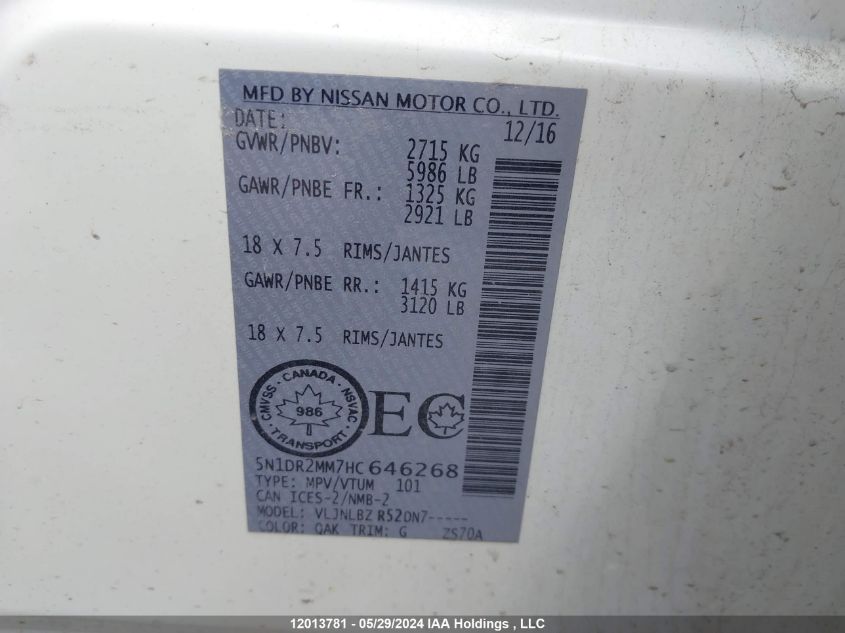 MFD BY NISSAN MOTOR CO., LTD.
DATE: 12/16
GVWR/PNBV: 2715 KG
5986 LB
GAWR/PNBE FR.: 1325 KG
2921 LB
18 X 7.5 RIMS/JANTES
GAWR/PNBE RR.: 1415 KG
3120 LB
18 X 7.5 RIMS/JANTES
CMVSS · CANADA · NSVAC
986
· TRANSPORT ·
EC
5N1DR2MM7HC646268
TYPE: MPV/VTUM 101
CAN ICES-2/NMB-2
MODEL: VLJNLBZ R52DN7-----
COLOR: QAK TRIM: G ZS70A
12013781 - 05/29/2024 IAA Holdings , LLC